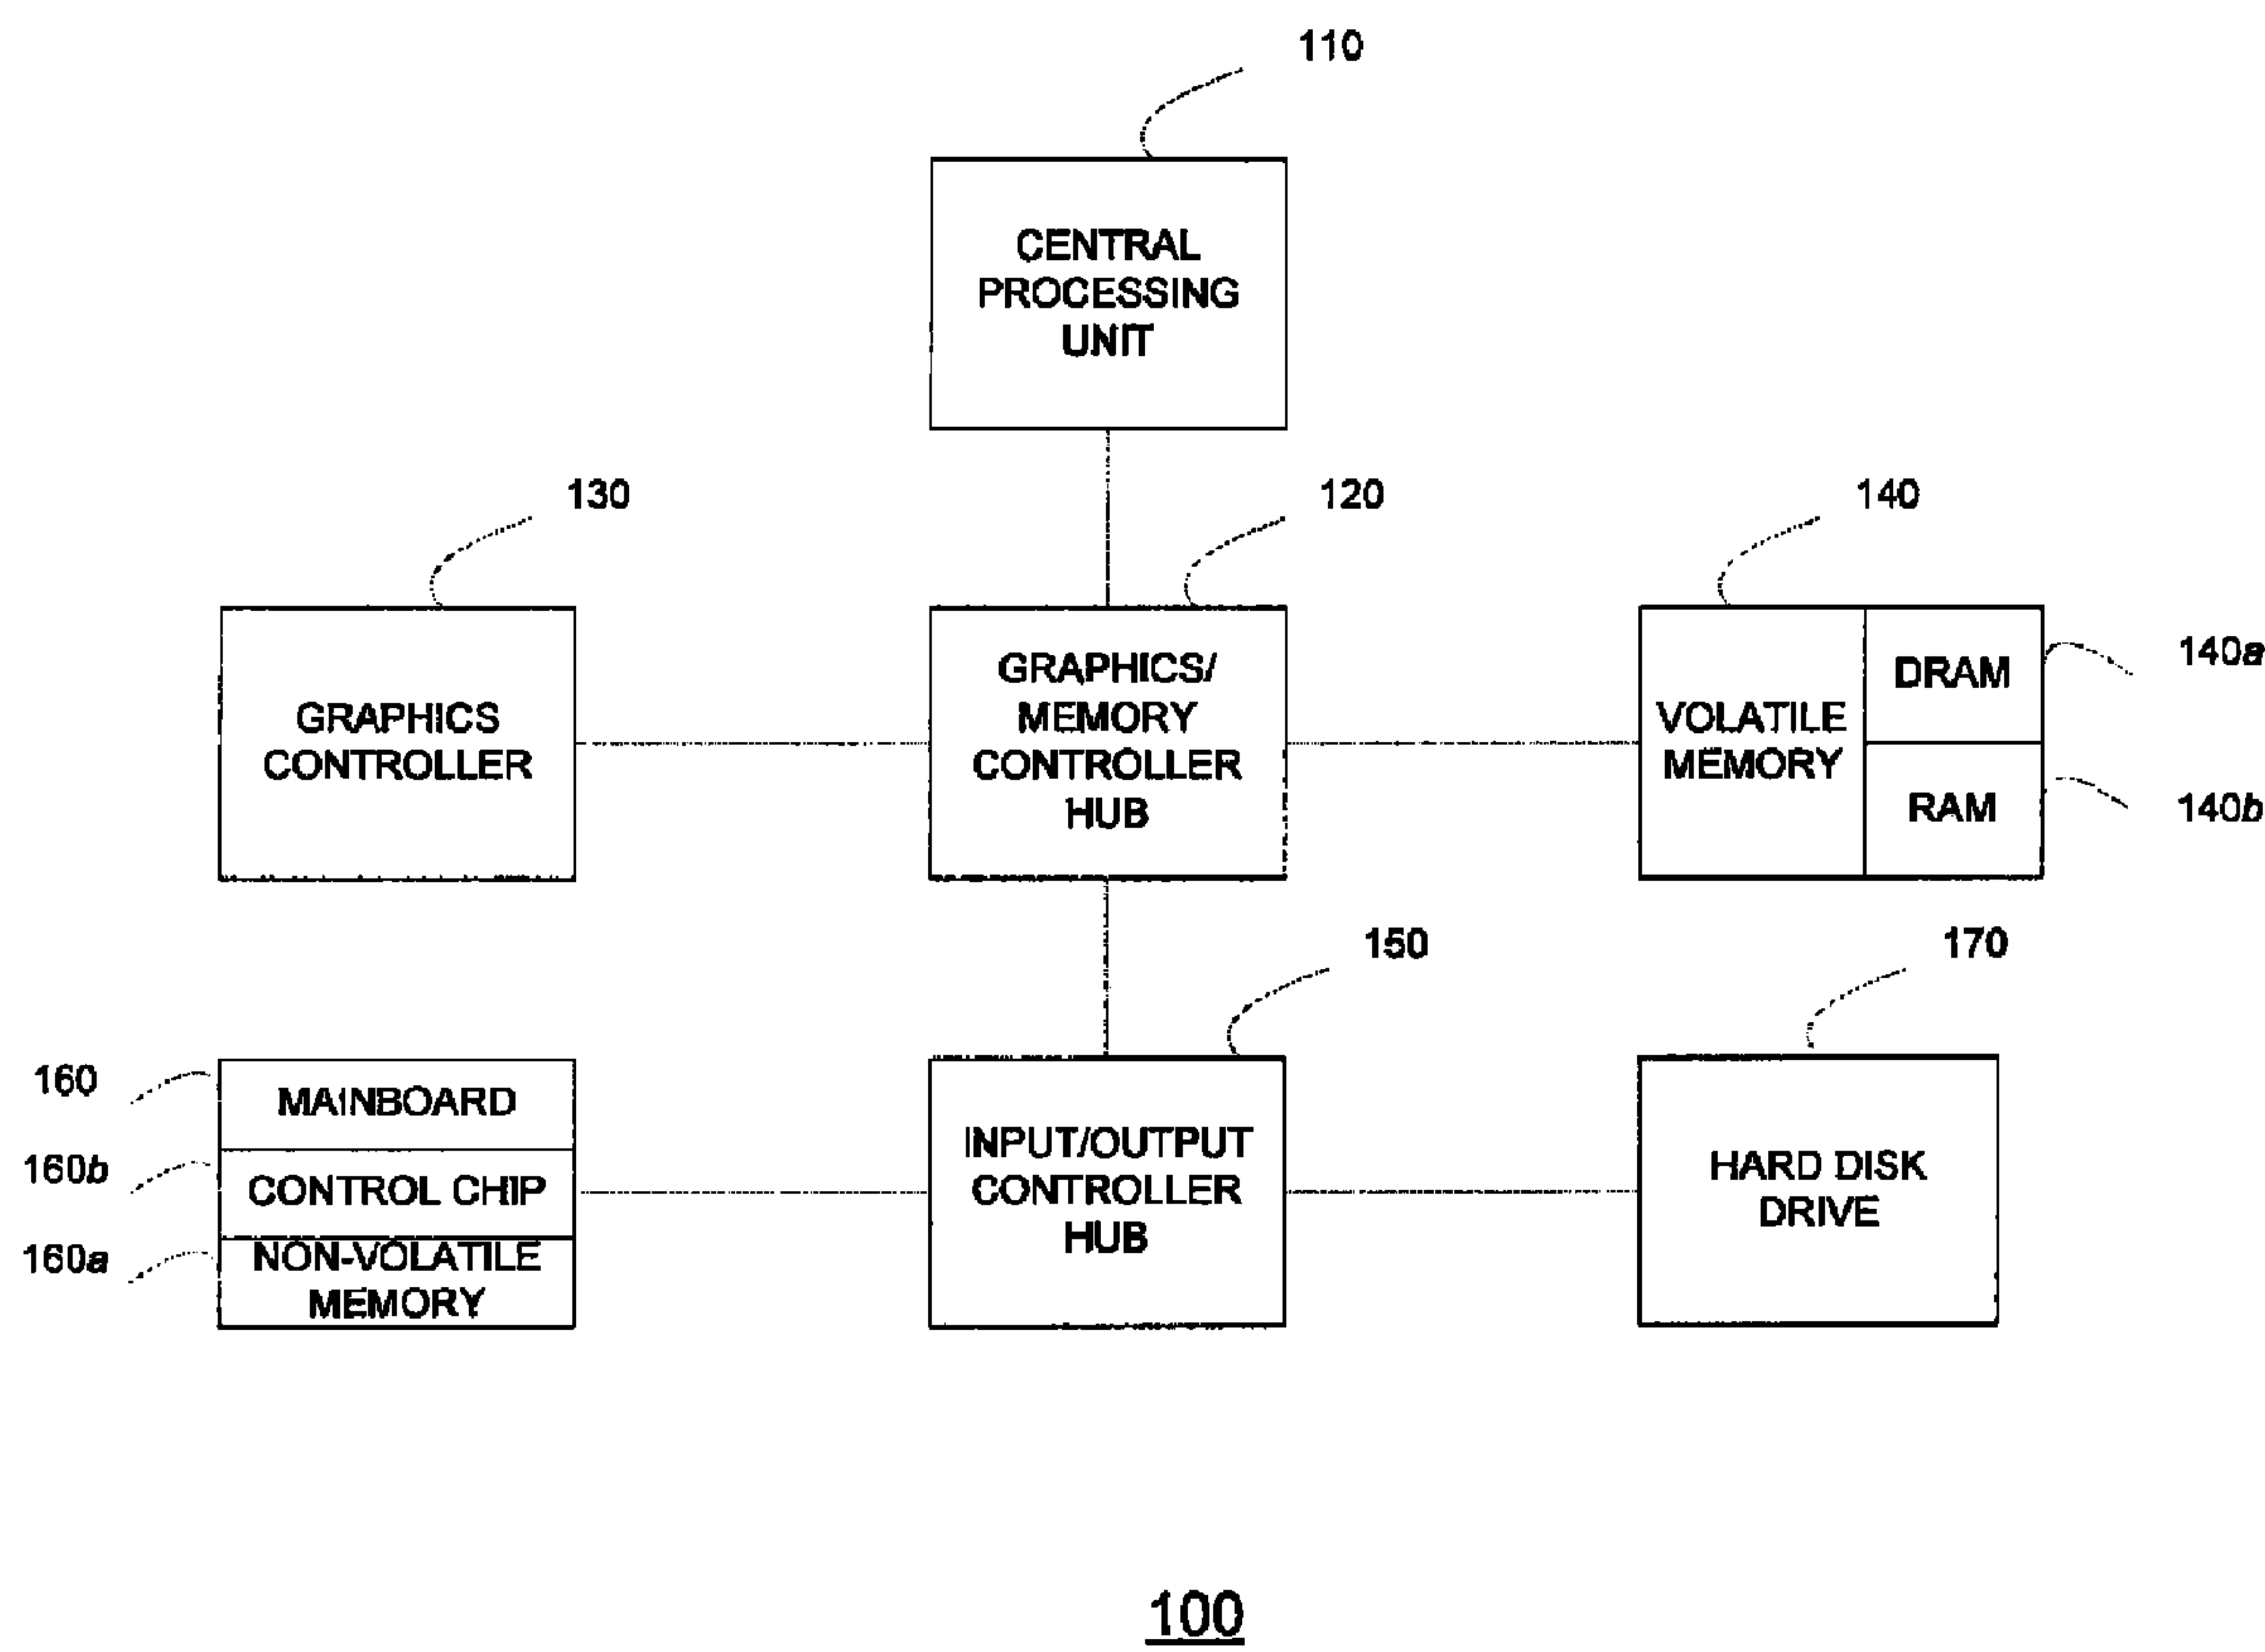 110
CENTRAL
PROCESSING
UNIT
130
120
140
GRAPHICS
CONTROLLER
GRAPHICS/
MEMORY
CONTROLLER
HUB
VOLATILE
MEMORY
DRAM
140a
RAM
140b
150
170
160
MAINBOARD
160b
CONTROL CHIP
160a
NON-VOLATILE
MEMORY
INPUT/OUTPUT
CONTROLLER
HUB
HARD DISK
DRIVE
100